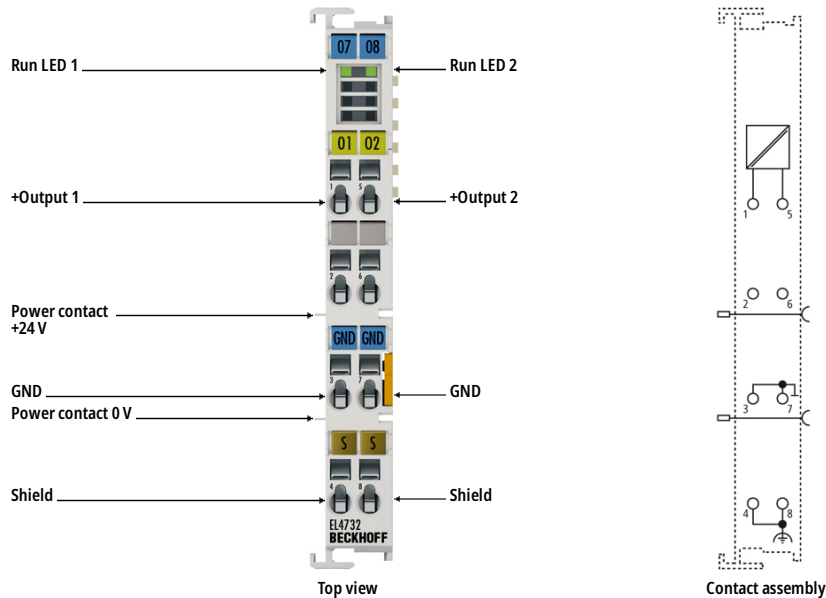 07 08
Run LED 1
Run LED 2
O1 O2
1 5
+Output 1
+Output 2
1 5
2 6
2 6
Power contact
+24 V
GND GND
3 7
GND
GND
3 7
Power contact 0 V
S S
4 8
Shield
Shield
4 8
EL4732
BECKHOFF
Top view
Contact assembly